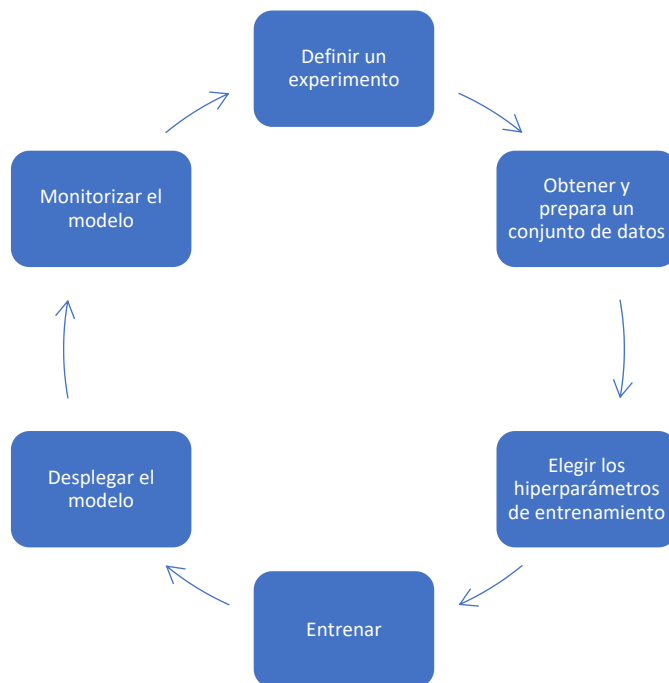 Definir un
experimento
Obtener y
prepara un
conjunto de datos
Elegir los
hiperparámetros
de entrenamiento
Entrenar
Desplegar el
modelo
Monitorizar el
modelo